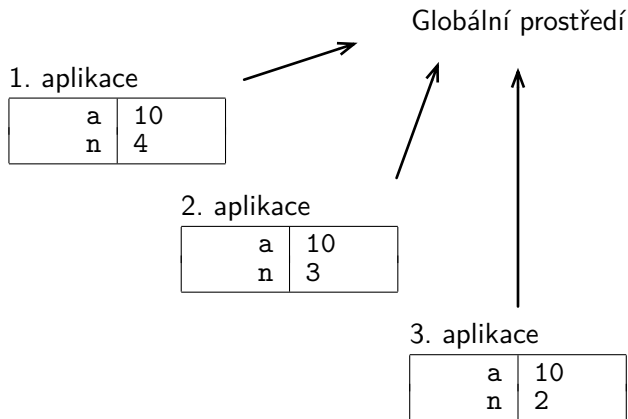 Globální prostředí
1. aplikace
a 10
n 4
2. aplikace
a 10
n 3
3. aplikace
a 10
n 2